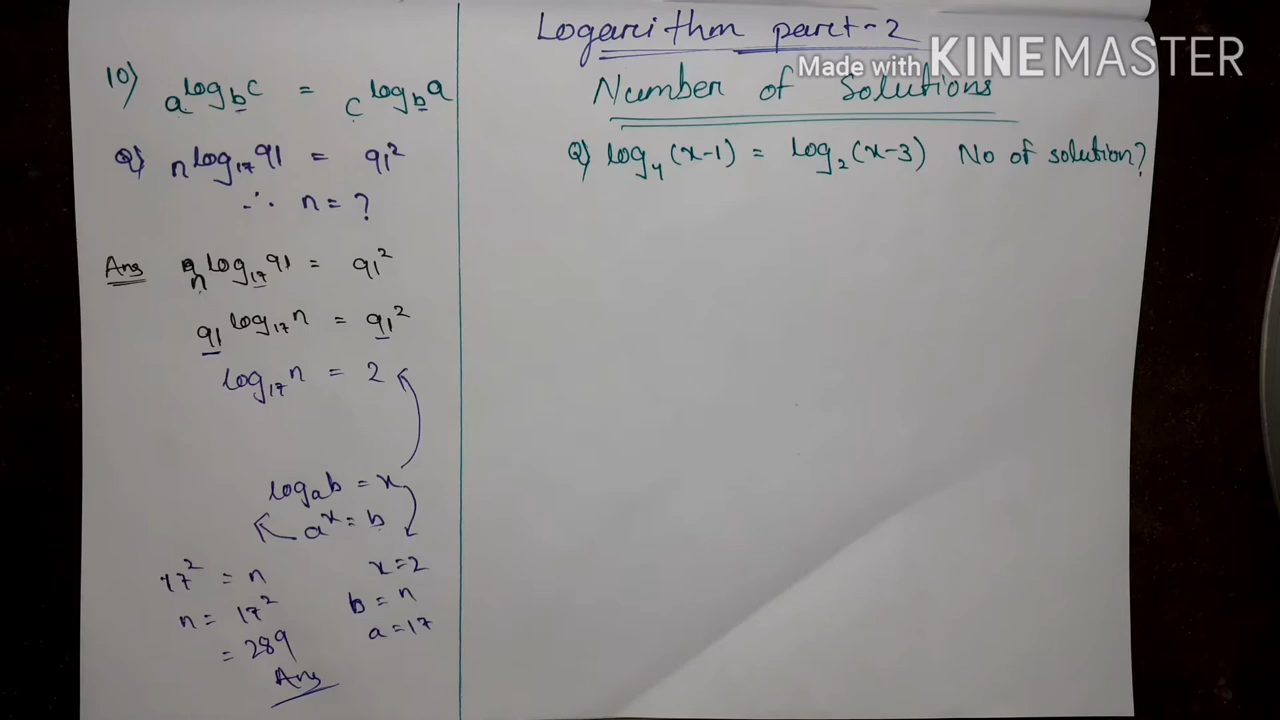 Logarithm part-2
Made with KINEMASTER
10) a^log_b c = c^log_b a
Q) n^log_17 91 = 91^2
∴ n = ?
Ans n^log_17 91 = 91^2
91^log_17 n = 91^2
log_17 n = 2
log_a b = x
a^x = b
17^2 = n x = 2
n = 17^2 b = n
= 289 a = 17
Ans
Number of Solutions
Q) log_4 (x-1) = log_2 (x-3) No of solution?